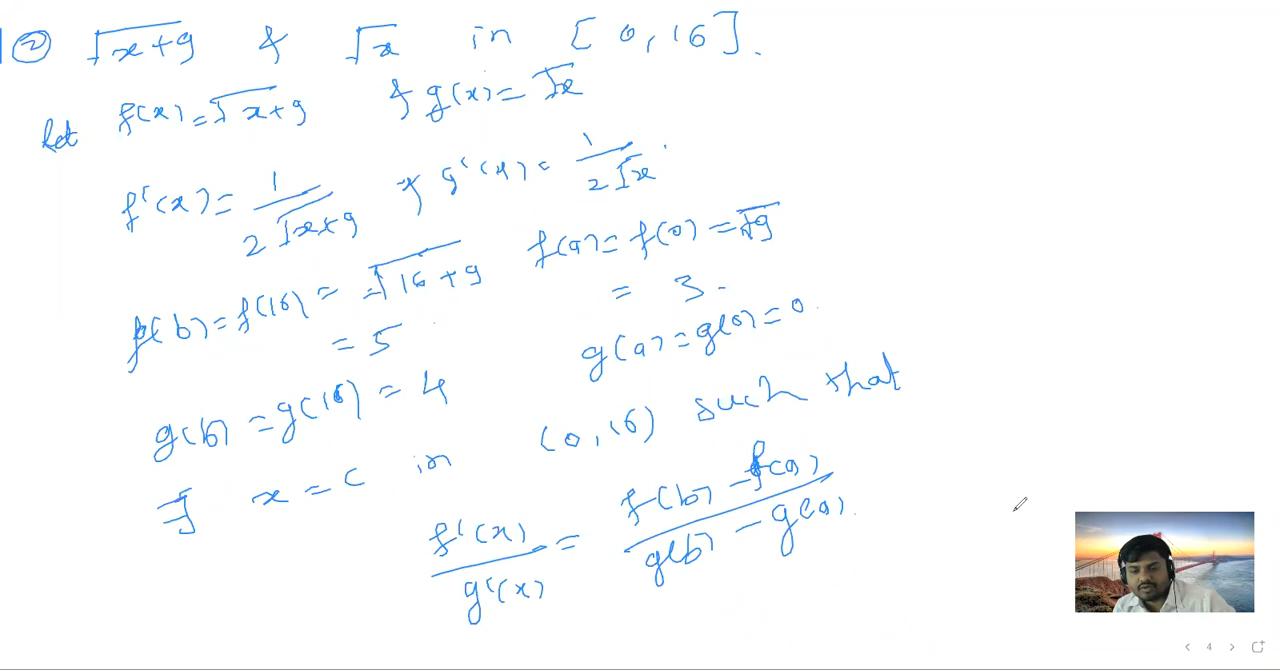 ② √x+9 & √x in [0,16].
let f(x)=√x+9 & g(x)=√x
f'(x)= 1/2√x+9 & g'(x)= 1/2√x.
f(b)=f(16)= =√16+9 f(a)=f(0)=√9
=5 = 3.
g(b)=g(16)=4 g(a)=g(0)=0.
∃ x=c in (0,16) such that
f'(x)/g'(x) = f(b)-f(a)/g(b)-g(a).
4